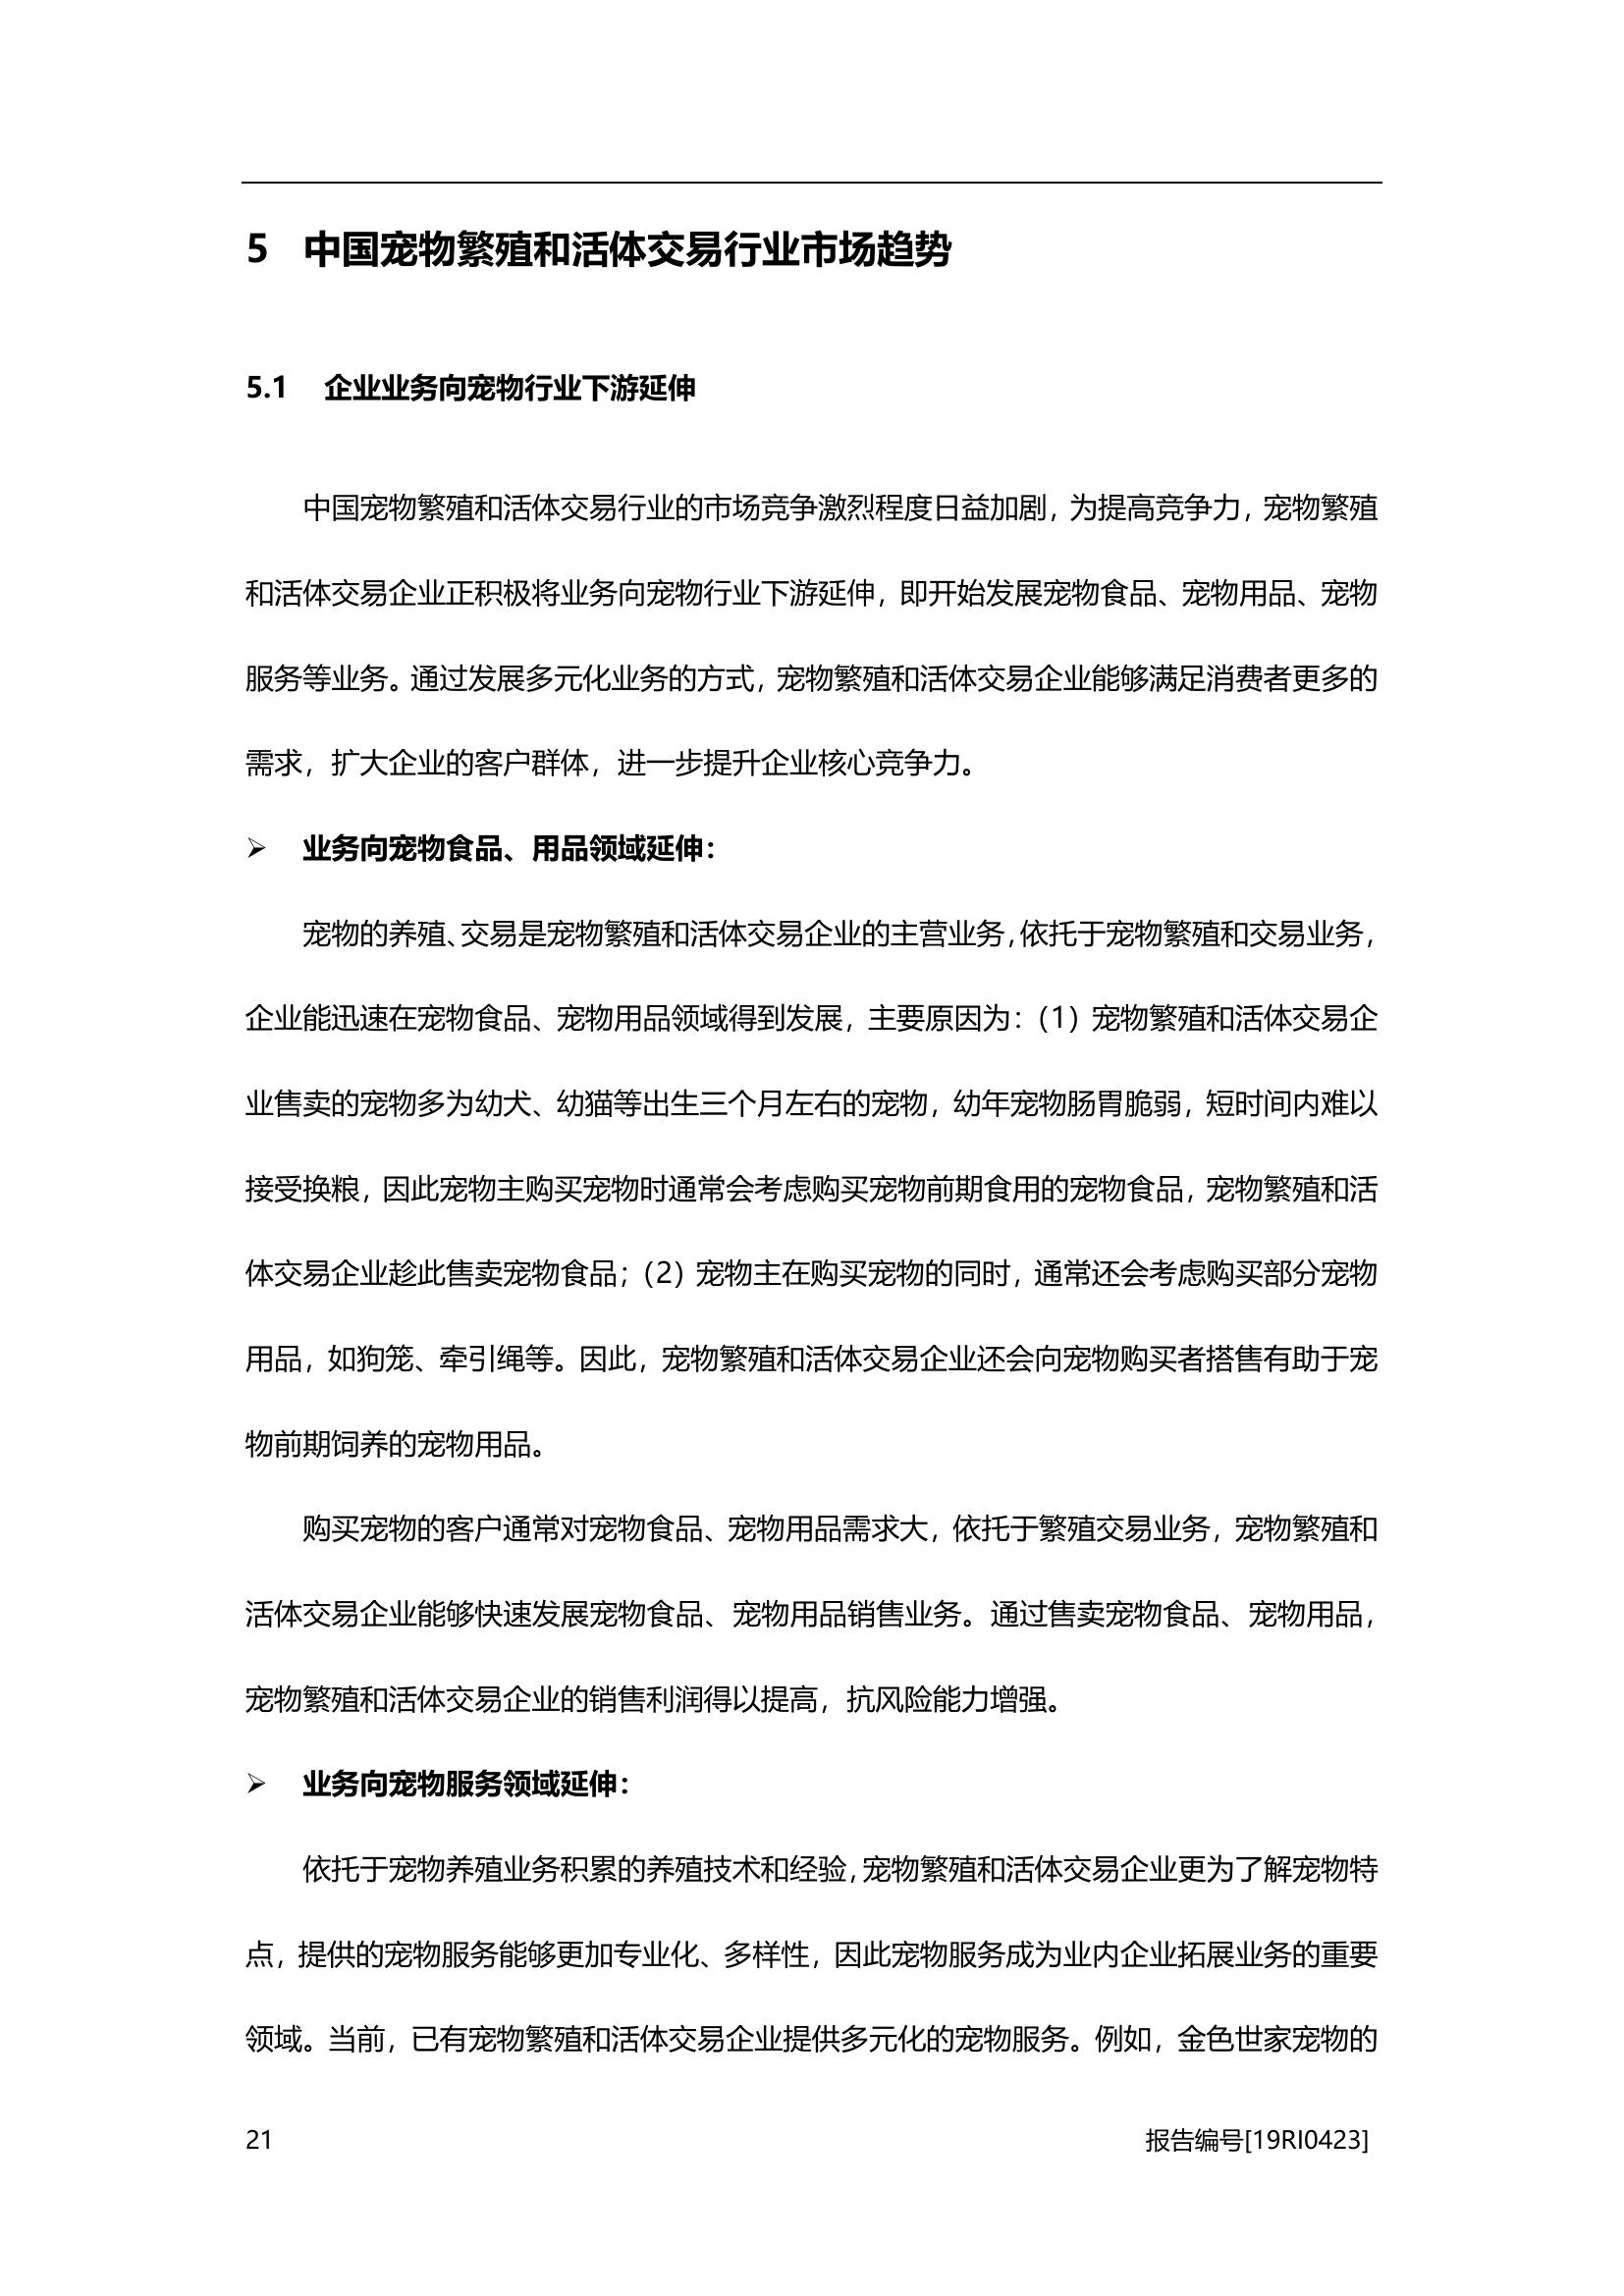 5 中国宠物繁殖和活体交易行业市场趋势
5.1 企业业务向宠物行业下游延伸
中国宠物繁殖和活体交易行业的市场竞争激烈程度日益加剧，为提高竞争力，宠物繁殖
和活体交易企业正积极将业务向宠物行业下游延伸，即开始发展宠物食品、宠物用品、宠物
服务等业务。通过发展多元化业务的方式，宠物繁殖和活体交易企业能够满足消费者更多的
需求，扩大企业的客户群体，进一步提升企业核心竞争力。
➢ 业务向宠物食品、用品领域延伸：
宠物的养殖、交易是宠物繁殖和活体交易企业的主营业务，依托于宠物繁殖和交易业务，
企业能迅速在宠物食品、宠物用品领域得到发展，主要原因为：（1）宠物繁殖和活体交易企
业售卖的宠物多为幼犬、幼猫等出生三个月左右的宠物，幼年宠物肠胃脆弱，短时间内难以
接受换粮，因此宠物主购买宠物时通常会考虑购买宠物前期食用的宠物食品，宠物繁殖和活
体交易企业趁此售卖宠物食品；（2）宠物主在购买宠物的同时，通常还会考虑购买部分宠物
用品，如狗笼、牵引绳等。因此，宠物繁殖和活体交易企业还会向宠物购买者搭售有助于宠
物前期饲养的宠物用品。
购买宠物的客户通常对宠物食品、宠物用品需求大，依托于繁殖交易业务，宠物繁殖和
活体交易企业能够快速发展宠物食品、宠物用品销售业务。通过售卖宠物食品、宠物用品，
宠物繁殖和活体交易企业的销售利润得以提高，抗风险能力增强。
➢ 业务向宠物服务领域延伸：
依托于宠物养殖业务积累的养殖技术和经验，宠物繁殖和活体交易企业更为了解宠物特
点，提供的宠物服务能够更加专业化、多样性，因此宠物服务成为业内企业拓展业务的重要
领域。当前，已有宠物繁殖和活体交易企业提供多元化的宠物服务。例如，金色世家宠物的
21 报告编号[19RI0423]